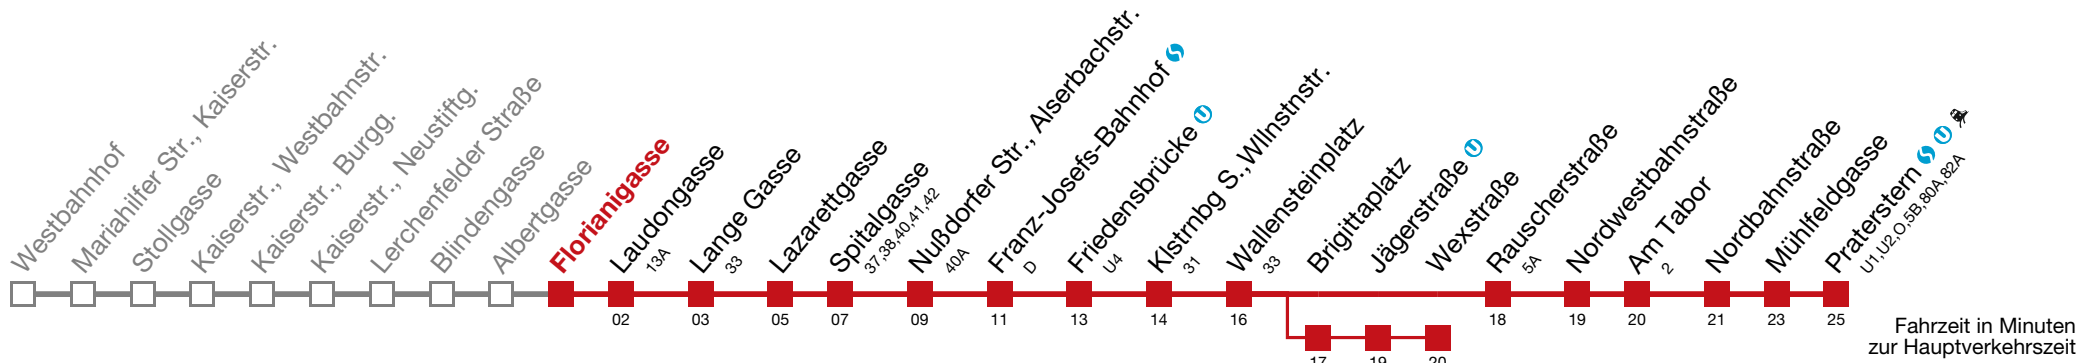 Westbahnhof
Mariahilfer Str., Kaiserstr.
Stollgasse
Kaiserstr., Westbahnstr.
Kaiserstr., Burgg.
Kaiserstr., Neustiftg.
Lerchenfelder Straße
Blindengasse
Albertgasse
Florianigasse
Laudongasse
13A
Lange Gasse
33
Lazarettgasse
Spitalgasse
37,38,40,41,42
Nußdorfer Str., Alserbachstr.
40A
Franz-Josefs-Bahnhof S
D
Friedensbrücke U
U4
Klstrnbg S., Wllnstnstr.
31
Wallensteinplatz
33
Brigittaplatz
Jägerstraße U
Wexstraße
Rauscherstraße
5A
Nordwestbahnstraße
Am Tabor
2
Nordbahnstraße
Mühlfeldgasse
Praterstern S U
U1,U2,O,5B,80A,82A
02 03 05 07 09 11 13 14 16 18 19 20 21 23 25
17 19 20
Fahrzeit in Minuten
zur Hauptverkehrszeit